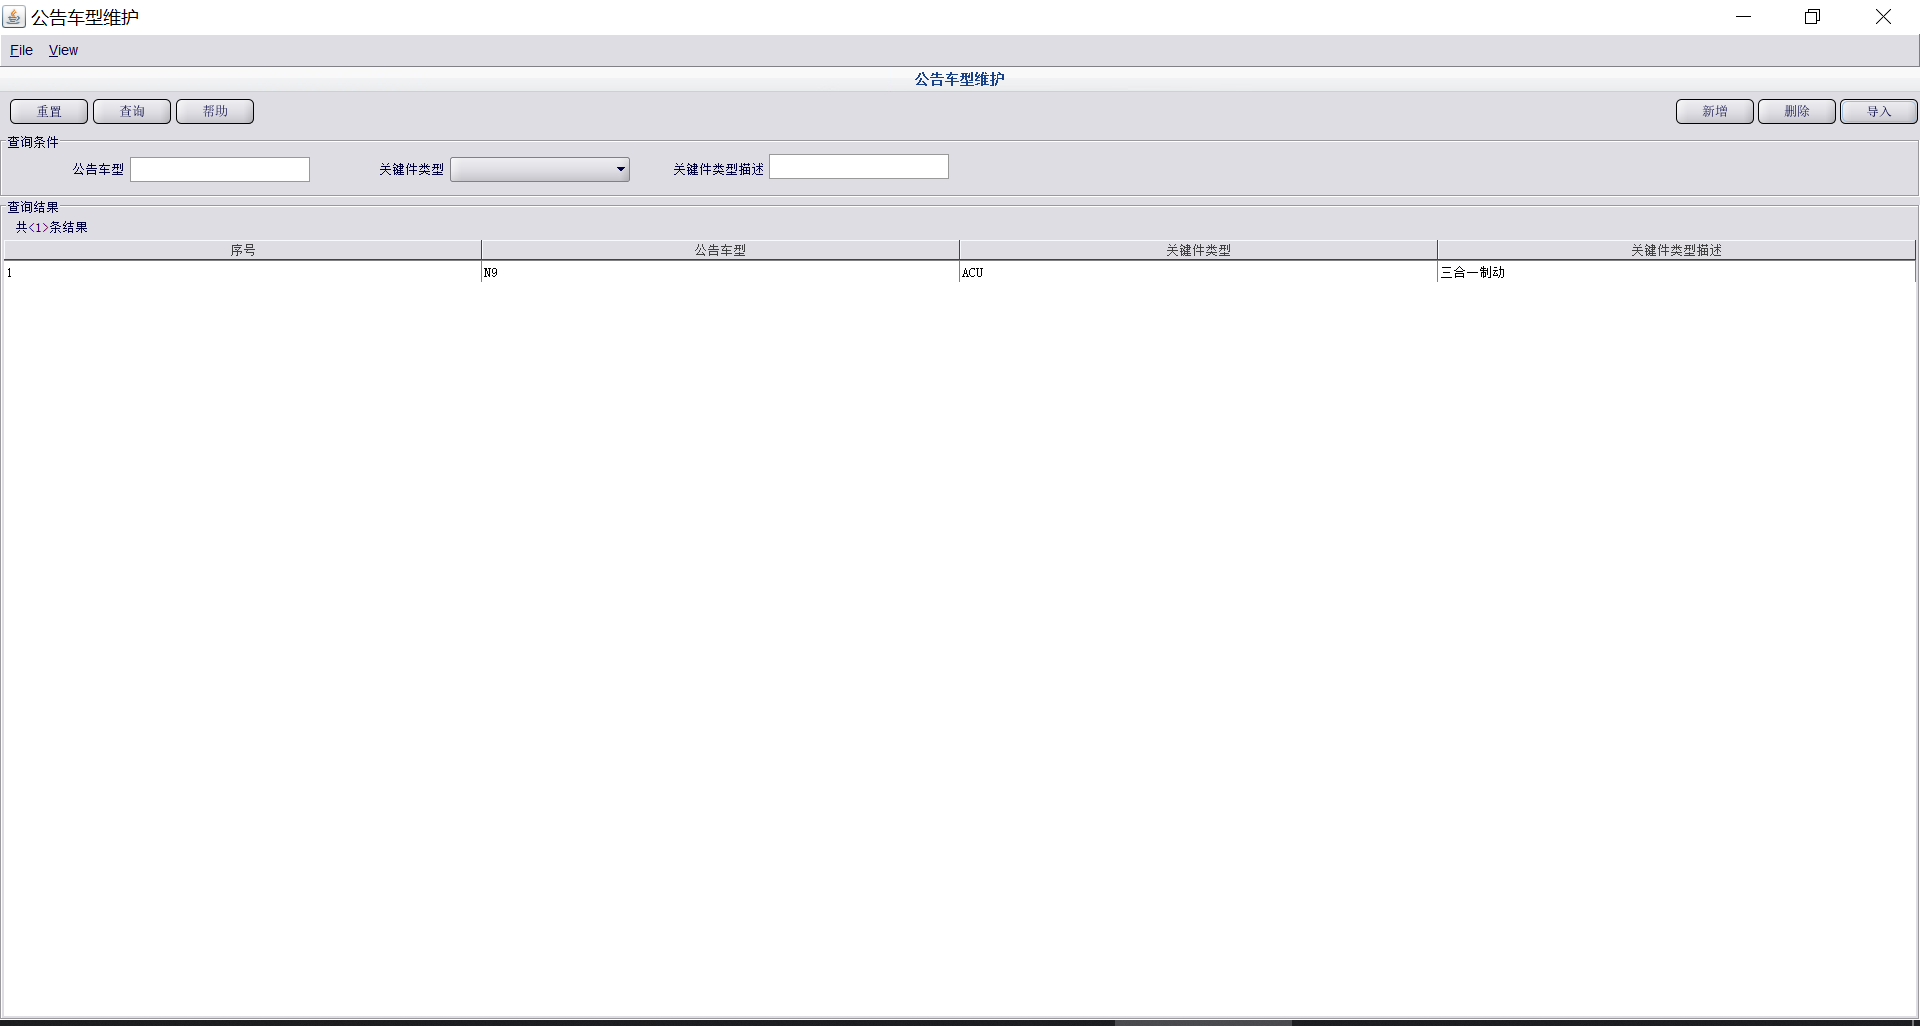 公告车型维护
File View
公告车型维护
重置 查询 帮助 新增 删除 导入
查询条件
公告车型 关键件类型 关键件类型描述
查询结果
共<1>条结果
序号 公告车型 关键件类型 关键件类型描述
1 N9 ACU 三合一制动